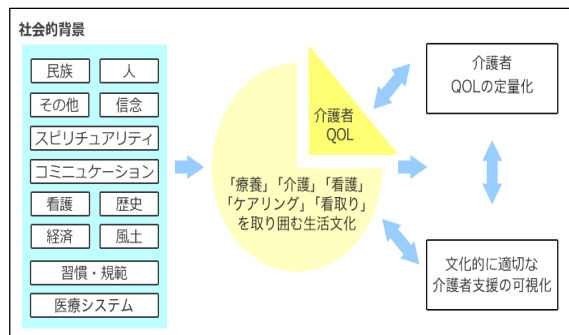 社会的背景
民族
人
その他
信念
スピリチュアリティ
コミニュケーション
看護
歴史
経済
風土
習慣・規範
医療システム
介護者
QOL
「療養」「介護」「看護」
「ケアリング」「看取り」
を取り囲む生活文化
介護者
QOLの定量化
文化的に適切な
介護者支援の可視化